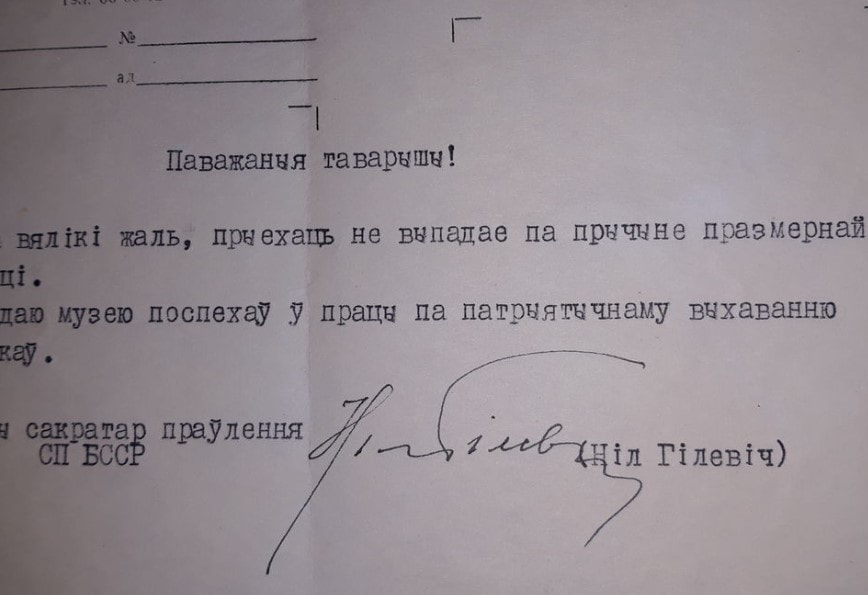 №
ад
Паважаныя таварышы!
вялікі жаль, прыехаць не выпадае па прычыне празмернай
ці.
даю музею поспехаў ў працы па патрыятычнаму выхаванню
каў.
сакратар праўлення
СП БССР
(Ніл Гілевіч)